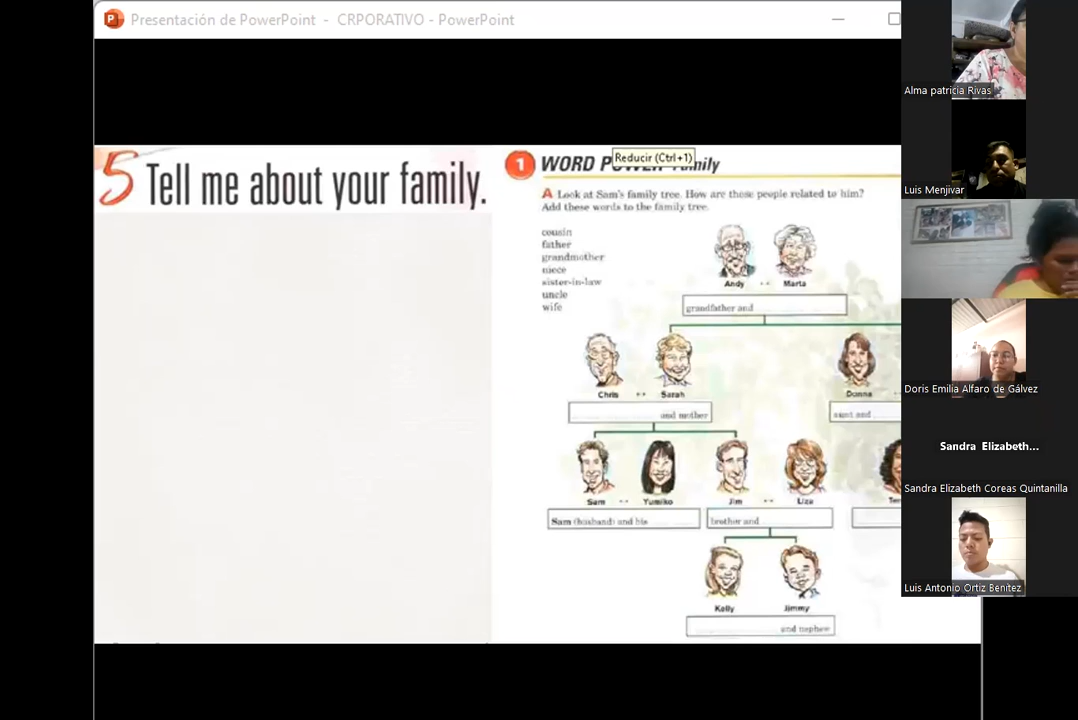 Presentación de PowerPoint - CRPORATIVO - PowerPoint
5 Tell me about your family.
1 WORD P
Reducir (Ctrl+1)
A Look at Sam's family tree. How are these people related to him?
Add these words to the family tree.
cousin
father
grandmother
niece
sister-in-law
uncle
wife
Andy
Marta
grandfather and
Chris
Sarah
Donna
and mother
aunt and
Sam
Yumiko
Jim
Liza
Sam (husband) and his
brother and
Kelly
Jimmy
and nephew
Alma patricia Rivas
Luis Menjivar
Doris Emilia Alfaro de Gálvez
Sandra Elizabeth...
Sandra Elizabeth Coreas Quintanilla
Luis Antonio Ortiz Benitez